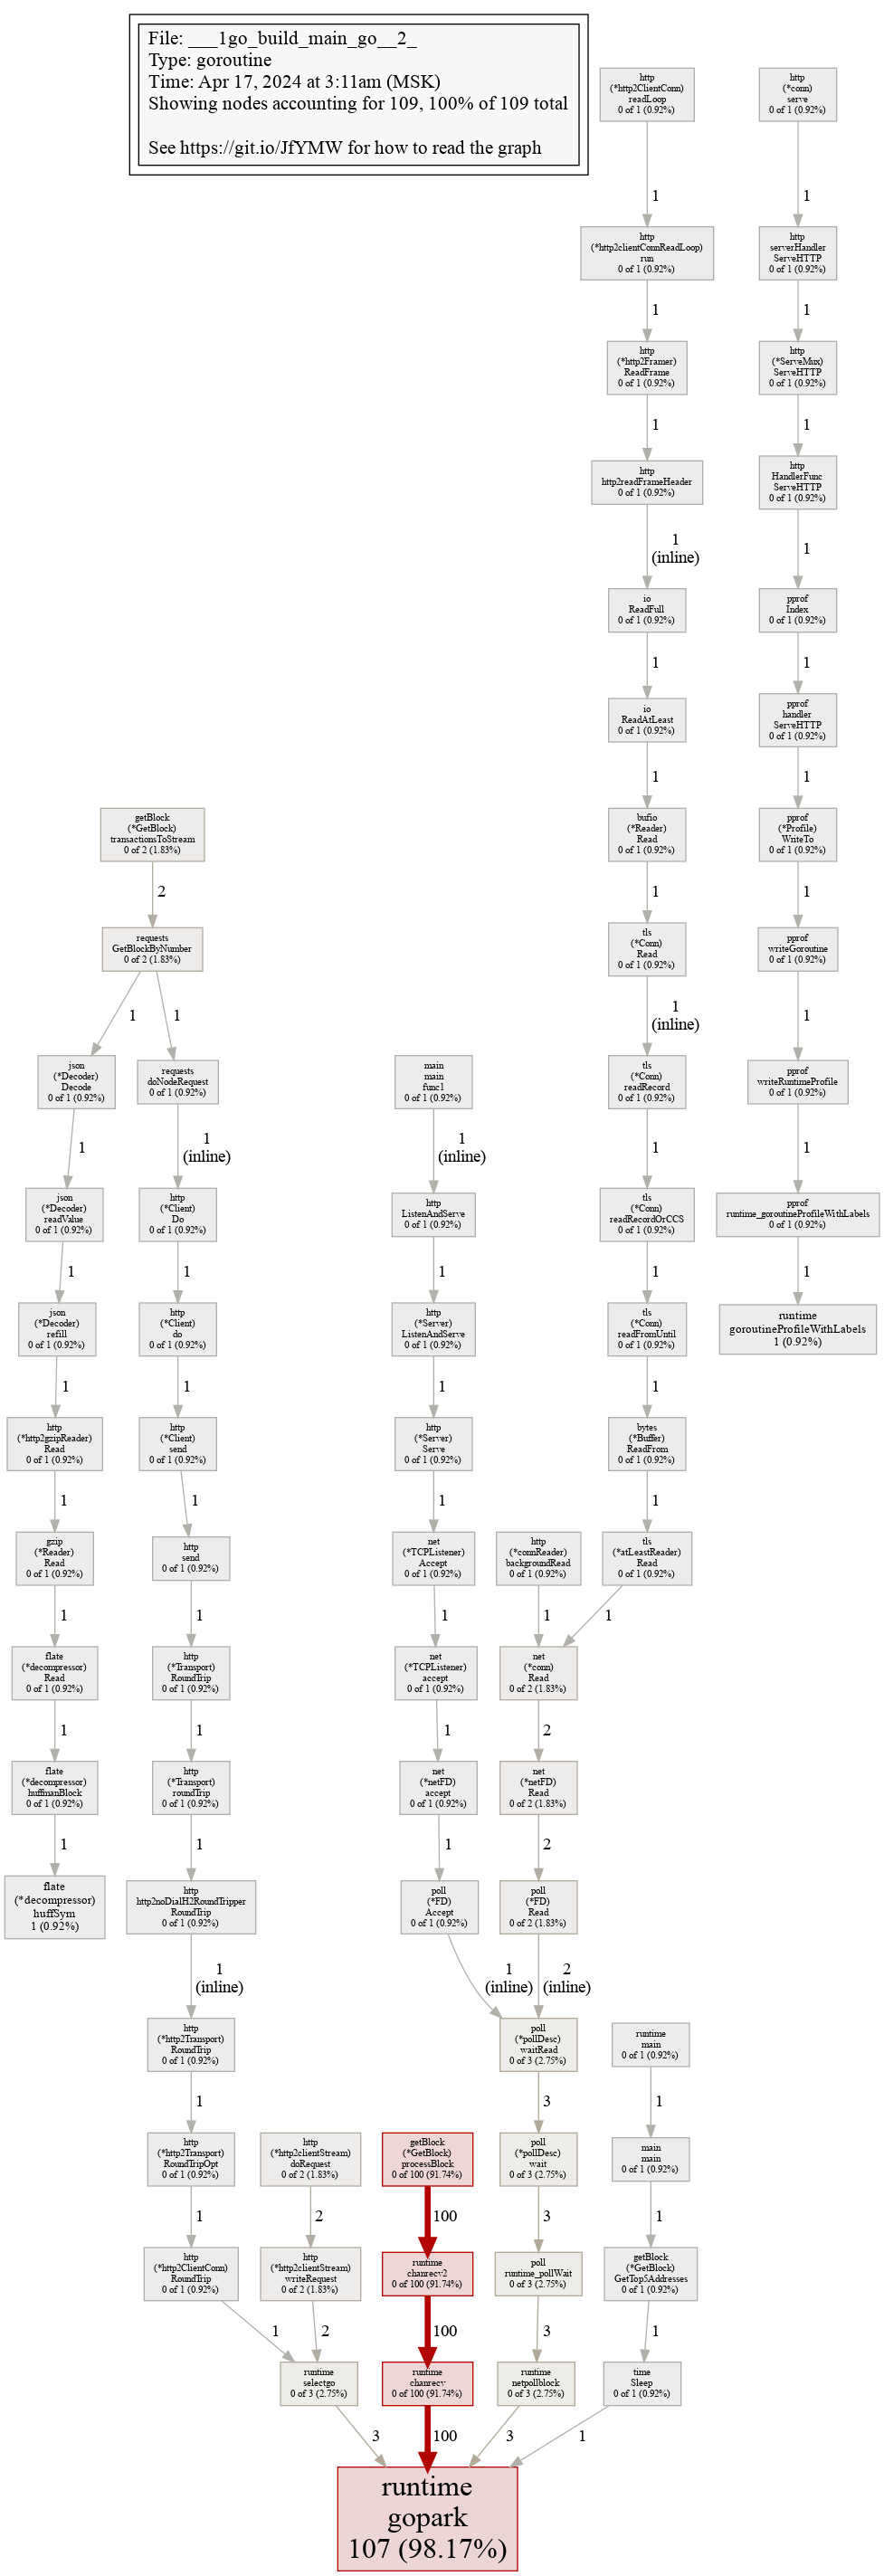 File: ___1go_build_main_go__2_
Type: goroutine
Time: Apr 17, 2024 at 3:11am (MSK)
Showing nodes accounting for 109, 100% of 109 total
See https://git.io/JfYMW for how to read the graph
http
(*http2ClientConn)
readLoop
0 of 1 (0.92%)
1
http
(*http2clientConnReadLoop)
run
0 of 1 (0.92%)
1
http
(*http2Framer)
ReadFrame
0 of 1 (0.92%)
1
http
http2readFrameHeader
0 of 1 (0.92%)
1
(inline)
io
ReadFull
0 of 1 (0.92%)
1
io
ReadAtLeast
0 of 1 (0.92%)
1
bufio
(*Reader)
Read
0 of 1 (0.92%)
1
tls
(*Conn)
Read
0 of 1 (0.92%)
1
(inline)
tls
(*Conn)
readRecord
0 of 1 (0.92%)
1
tls
(*Conn)
readRecordOrCCS
0 of 1 (0.92%)
1
tls
(*Conn)
readFromUntil
0 of 1 (0.92%)
1
bytes
(*Buffer)
ReadFrom
0 of 1 (0.92%)
1
tls
(*atLeastReader)
Read
0 of 1 (0.92%)
1
http
(*conn)
serve
0 of 1 (0.92%)
1
http
serverHandler
ServeHTTP
0 of 1 (0.92%)
1
http
(*ServeMux)
ServeHTTP
0 of 1 (0.92%)
1
http
HandlerFunc
ServeHTTP
0 of 1 (0.92%)
1
pprof
Index
0 of 1 (0.92%)
1
pprof
handler
ServeHTTP
0 of 1 (0.92%)
1
pprof
(*Profile)
WriteTo
0 of 1 (0.92%)
1
pprof
writeGoroutine
0 of 1 (0.92%)
1
pprof
writeRuntimeProfile
0 of 1 (0.92%)
1
pprof
runtime_goroutineProfileWithLabels
0 of 1 (0.92%)
1
runtime
goroutineProfileWithLabels
1 (0.92%)
getBlock
(*GetBlock)
transactionsToStream
0 of 2 (1.83%)
2
requests
GetBlockByNumber
0 of 2 (1.83%)
1
1
json
(*Decoder)
Decode
0 of 1 (0.92%)
1
json
(*Decoder)
readValue
0 of 1 (0.92%)
1
json
(*Decoder)
refill
0 of 1 (0.92%)
1
http
(*http2gzipReader)
Read
0 of 1 (0.92%)
1
gzip
(*Reader)
Read
0 of 1 (0.92%)
1
flate
(*decompressor)
Read
0 of 1 (0.92%)
1
flate
(*decompressor)
huffmanBlock
0 of 1 (0.92%)
1
flate
(*decompressor)
huffSym
1 (0.92%)
requests
doNodeRequest
0 of 1 (0.92%)
1
(inline)
http
(*Client)
Do
0 of 1 (0.92%)
1
http
(*Client)
do
0 of 1 (0.92%)
1
http
(*Client)
send
0 of 1 (0.92%)
1
http
send
0 of 1 (0.92%)
1
http
(*Transport)
RoundTrip
0 of 1 (0.92%)
1
http
(*Transport)
roundTrip
0 of 1 (0.92%)
1
http
http2noDialH2RoundTripper
RoundTrip
0 of 1 (0.92%)
1
(inline)
http
(*http2Transport)
RoundTrip
0 of 1 (0.92%)
1
http
(*http2Transport)
RoundTripOpt
0 of 1 (0.92%)
1
http
(*http2ClientConn)
RoundTrip
0 of 1 (0.92%)
1
http
(*http2clientStream)
doRequest
0 of 2 (1.83%)
2
http
(*http2clientStream)
writeRequest
0 of 2 (1.83%)
2
runtime
selectgo
0 of 3 (2.75%)
3
main
main
func1
0 of 1 (0.92%)
1
(inline)
http
ListenAndServe
0 of 1 (0.92%)
1
http
(*Server)
ListenAndServe
0 of 1 (0.92%)
1
http
(*Server)
Serve
0 of 1 (0.92%)
1
net
(*TCPListener)
Accept
0 of 1 (0.92%)
1
net
(*TCPListener)
accept
0 of 1 (0.92%)
1
net
(*netFD)
accept
0 of 1 (0.92%)
1
poll
(*FD)
Accept
0 of 1 (0.92%)
1
(inline)
http
(*connReader)
backgroundRead
0 of 1 (0.92%)
1
net
(*conn)
Read
0 of 2 (1.83%)
2
net
(*netFD)
Read
0 of 2 (1.83%)
2
poll
(*FD)
Read
0 of 2 (1.83%)
2
(inline)
poll
(*pollDesc)
waitRead
0 of 3 (2.75%)
3
poll
(*pollDesc)
wait
0 of 3 (2.75%)
3
poll
runtime_pollWait
0 of 3 (2.75%)
3
runtime
netpollblock
0 of 3 (2.75%)
3
getBlock
(*GetBlock)
processBlock
0 of 100 (91.74%)
100
runtime
chanrecv2
0 of 100 (91.74%)
100
runtime
chanrecv
0 of 100 (91.74%)
100
runtime
main
0 of 1 (0.92%)
1
main
main
0 of 1 (0.92%)
1
getBlock
(*GetBlock)
GetTop5Addresses
0 of 1 (0.92%)
1
time
Sleep
0 of 1 (0.92%)
1
runtime
gopark
107 (98.17%)